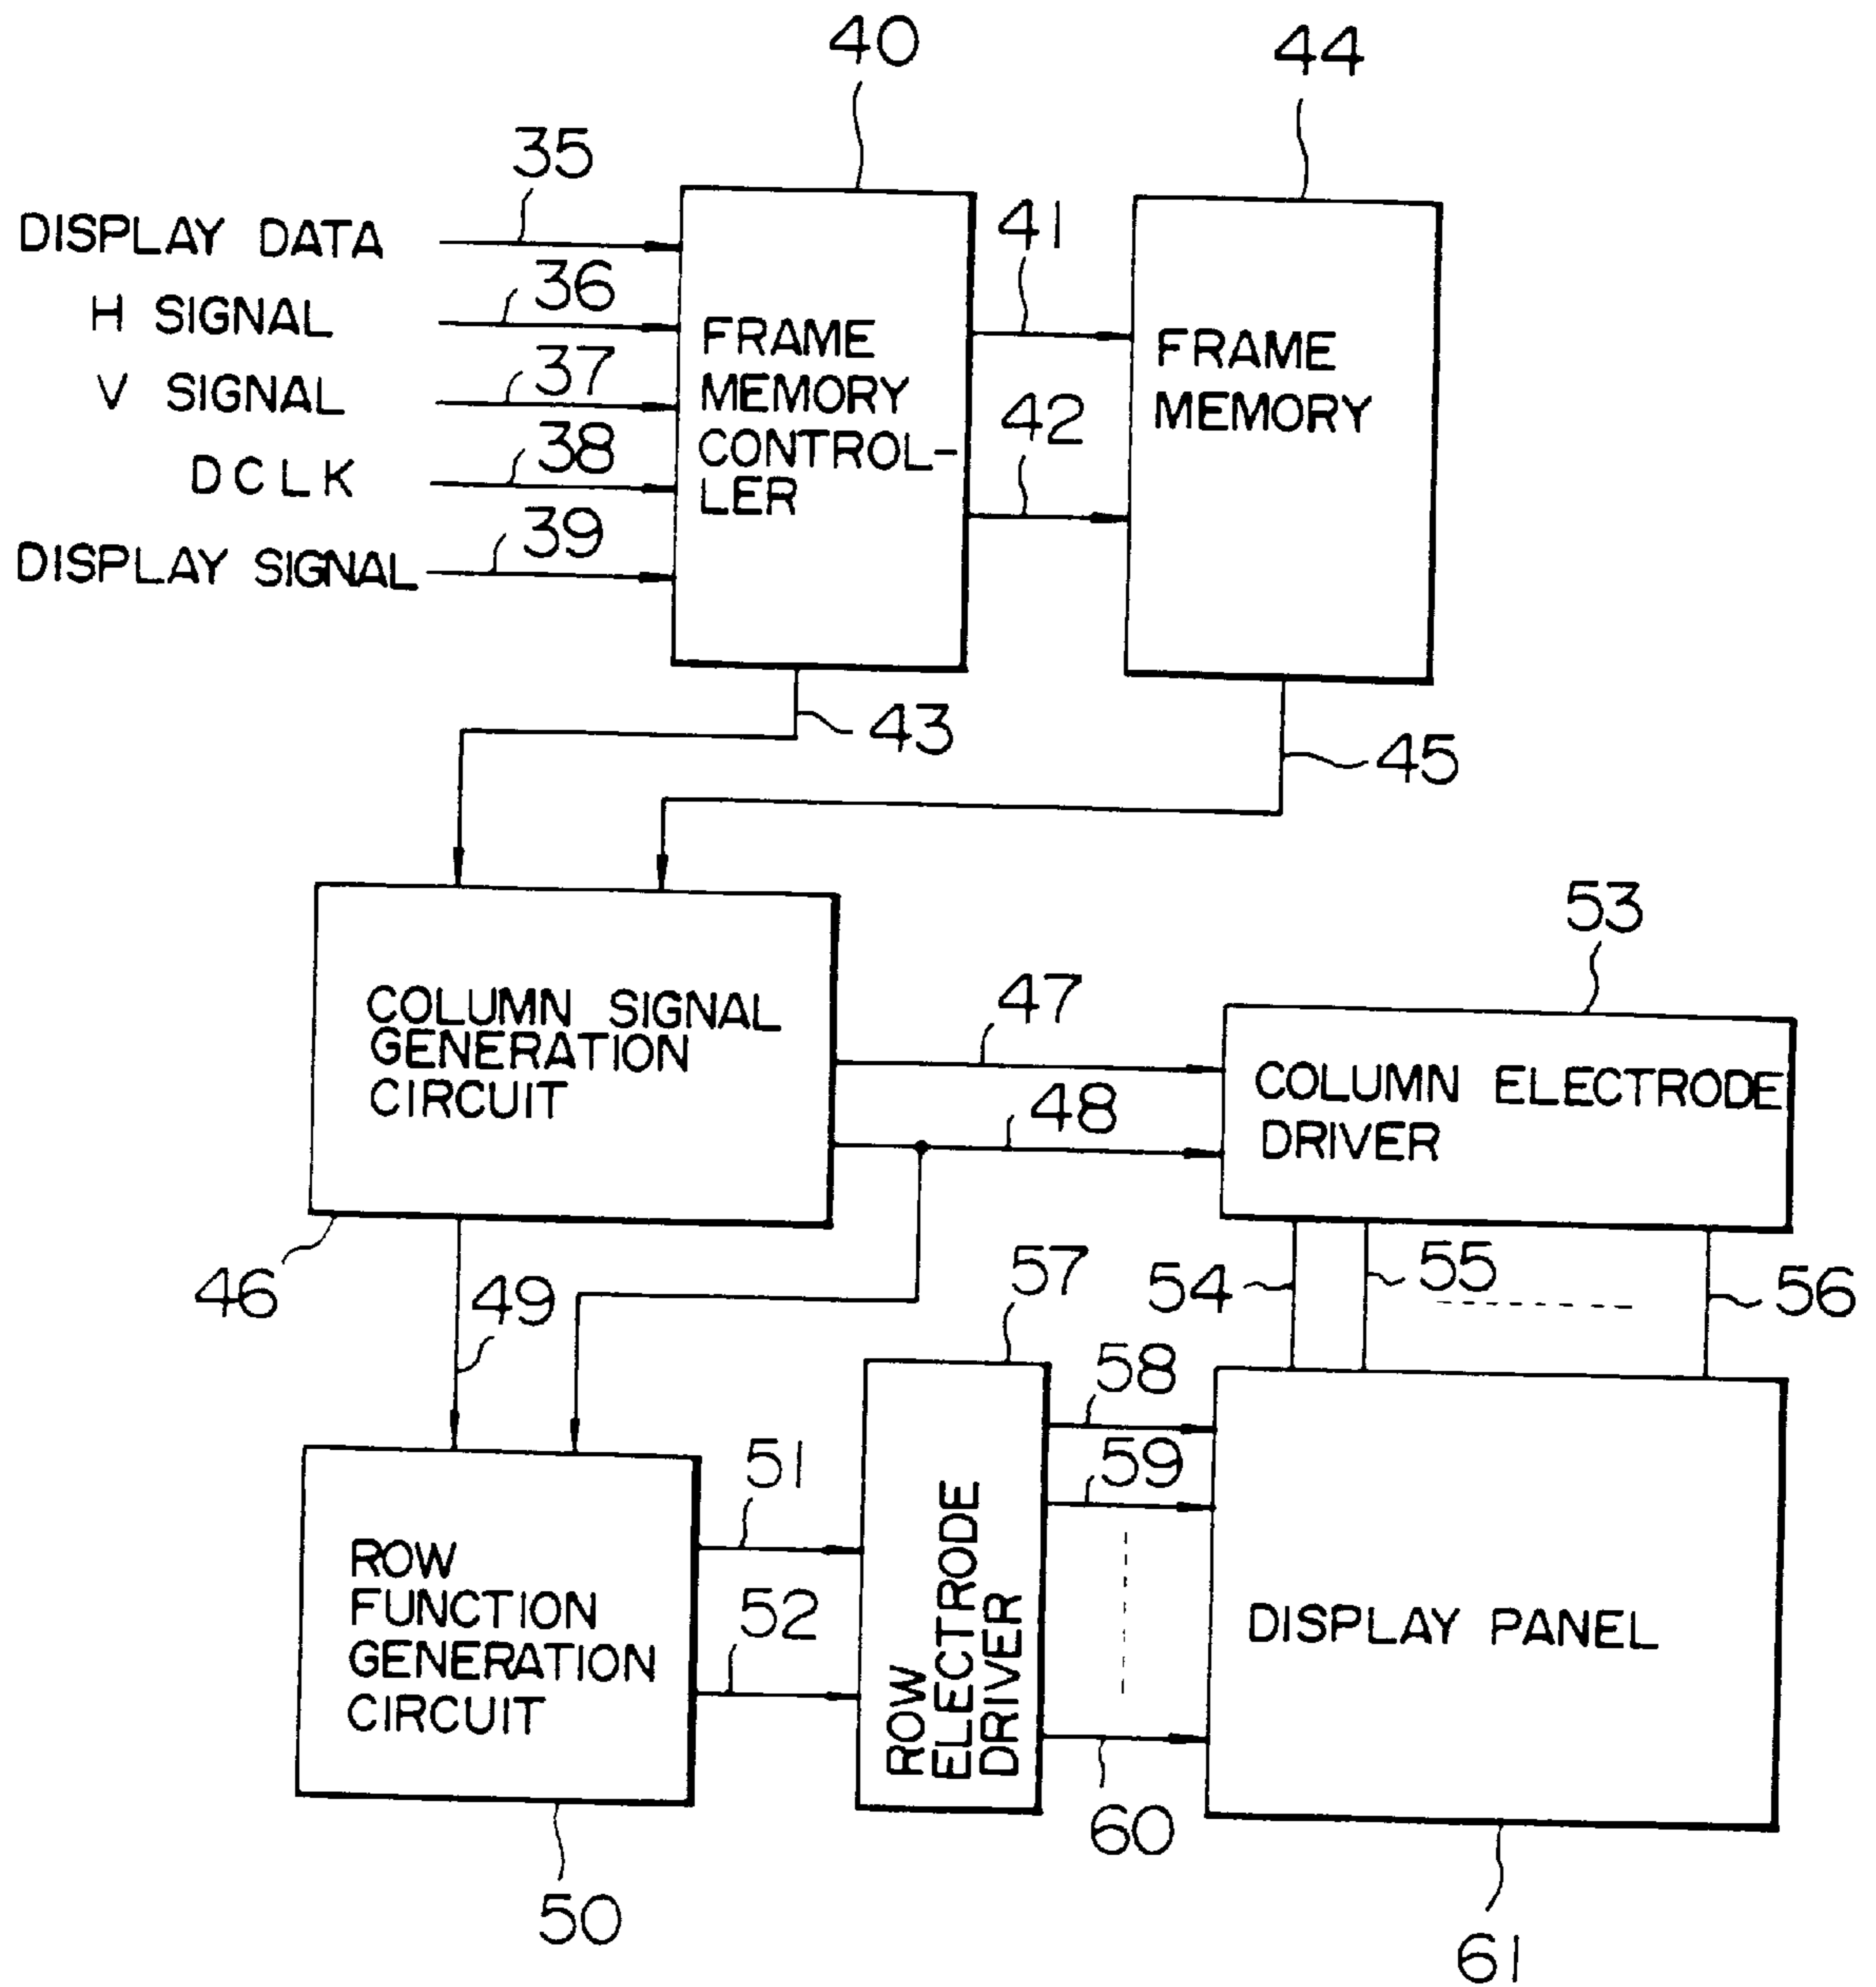 40
44
35
DISPLAY DATA
41
36
H SIGNAL
FRAME
MEMORY
CONTROL-
LER
FRAME
MEMORY
37
V SIGNAL
42
38
DCLK
39
DISPLAY SIGNAL
43
45
53
COLUMN SIGNAL
GENERATION
CIRCUIT
47
COLUMN ELECTRODE
DRIVER
48
46
49
57
54
55
56
58
51
59
ROW
FUNCTION
GENERATION
CIRCUIT
52
ROW
ELECTRODE
DRIVER
DISPLAY PANEL
60
50
61